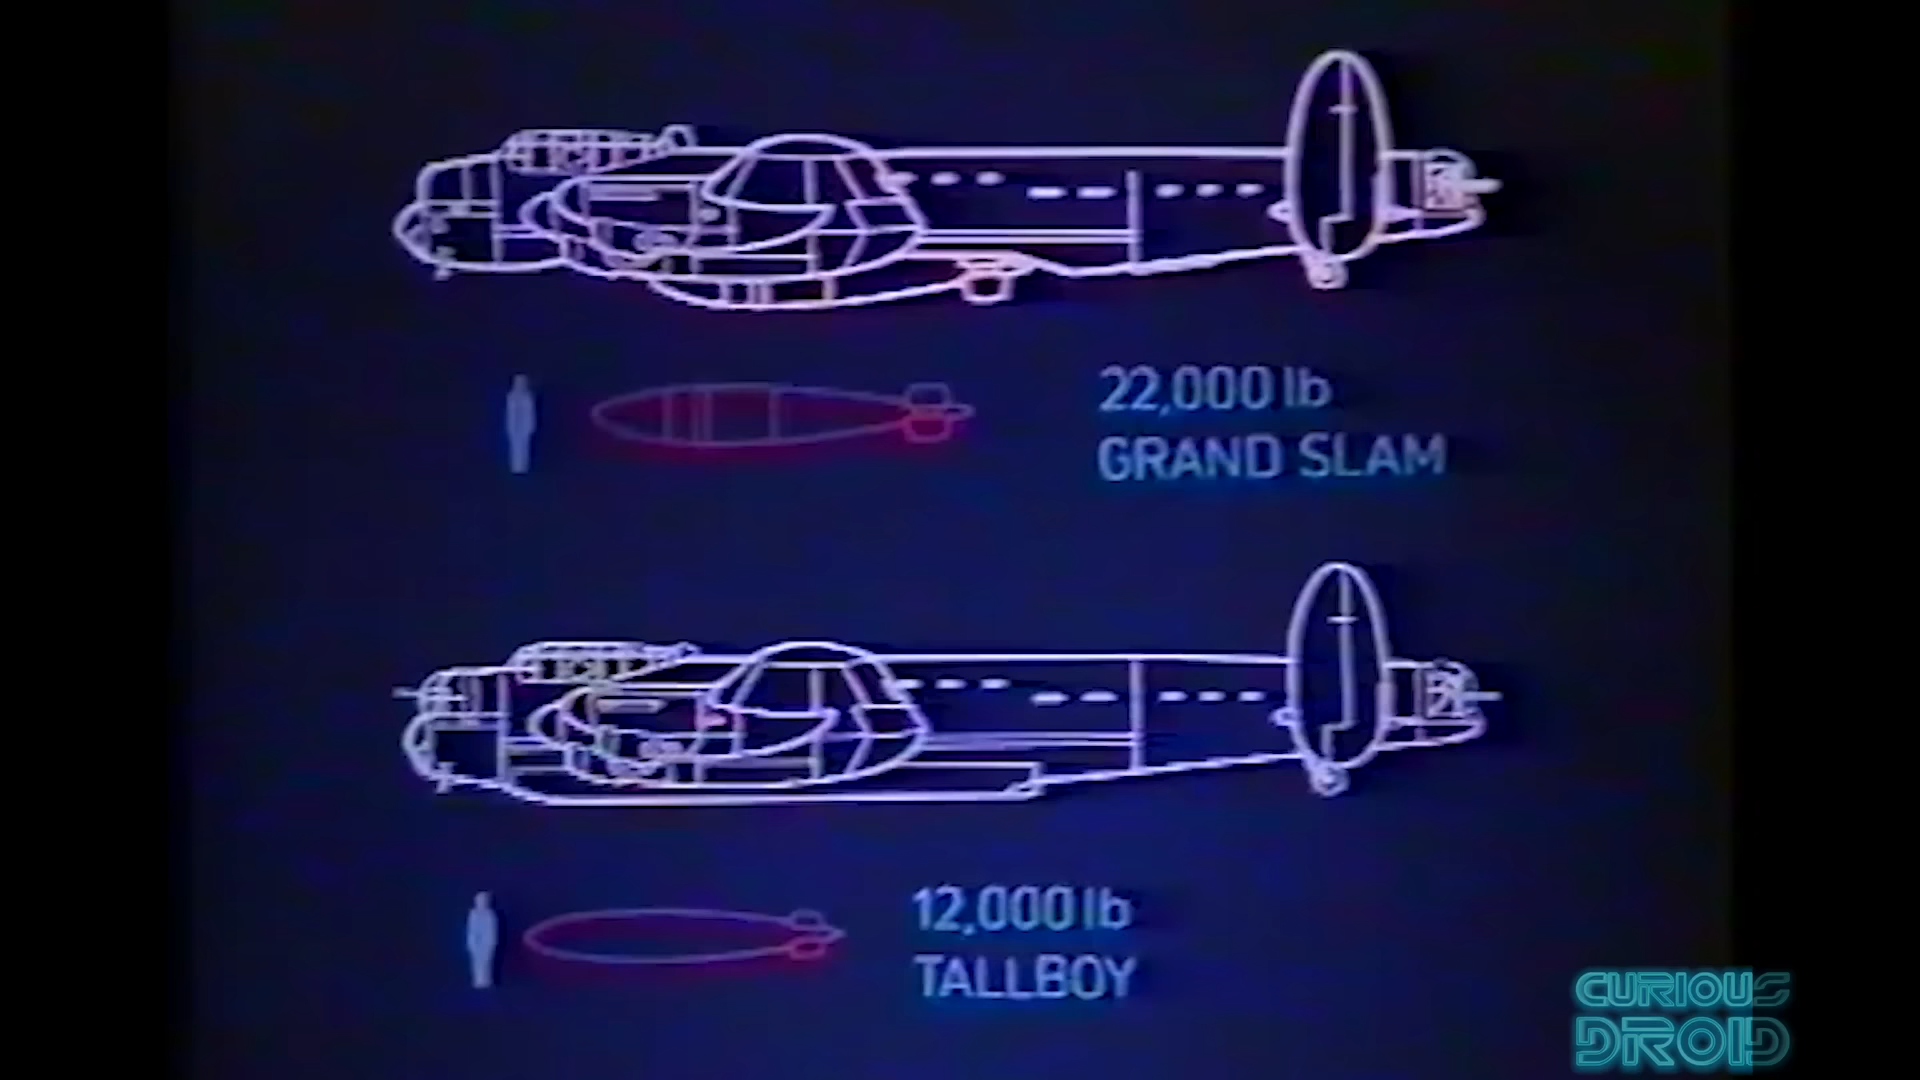 22,000 lb
GRAND SLAM
12,000 lb
TALLBOY
CURIOUS
DROID